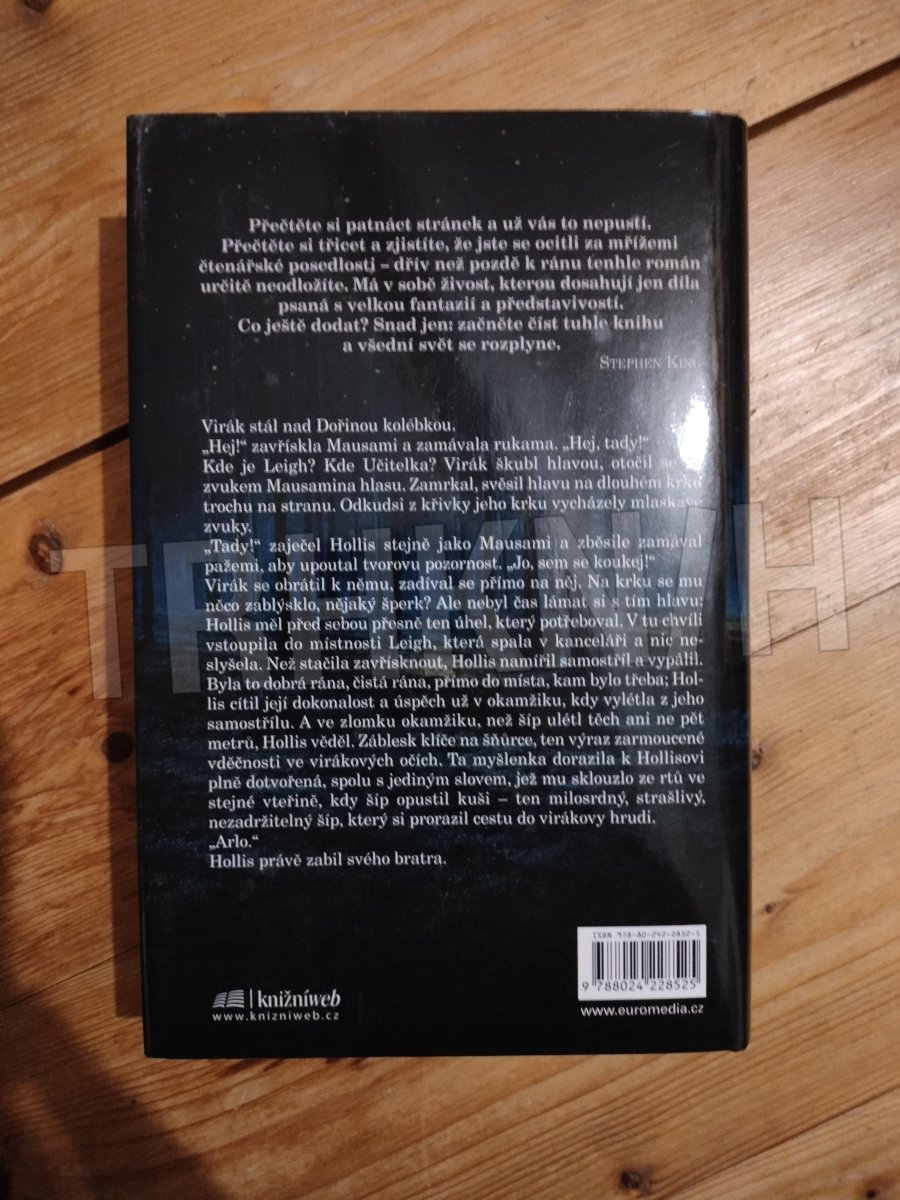 Přečtěte si patnáct stránek a už vás to nepustí.
Přečtěte si třicet a zjistíte, že jste se ocitli za mřížemi
čtenářské posedlosti – dřív než pozdě k ránu tenhle román
určitě neodložíte. Má v sobě živost, kterou dosahují jen díla
psaná s velkou fantazií a představivostí.
Co ještě dodat? Snad jen: začněte číst tuhle knihu
a všední svět se rozplyne.
STEPHEN KING
Virák stál nad Dořinou kolébkou.
„Hej!“ zavřískla Mausami a zamávala rukama. „Hej, tady!“
Kde je Leigh? Kde Učitelka? Virák škubl hlavou, otočil se
zvukem Mausamina hlasu. Zamrkal, svěsil hlavu na dlouhém krku
trochu na stranu. Odkudsi z křivky jeho krku vycházely mlaskavé
zvuky.
„Tady!“ zaječel Hollis stejně jako Mausami a zběsile zamával
pažemi, aby upoutal tvorovu pozornost. „Jo, sem se koukej!“
Virák se obrátil k němu, zadíval se přímo na něj. Na krku se mu
něco zablýsklo, nějaký šperk? Ale nebyl čas lámat si s tím hlavu:
Hollis měl před sebou přesně ten úhel, který potřeboval. V tu chvíli
vstoupila do místnosti Leigh, která spala v kanceláři a nic ne-
slyšela. Než stačila zavřísknout, Hollis namířil samostříl a vypálil.
Byla to dobrá rána, čistá rána, přímo do místa, kam bylo třeba; Hol-
lis cítil její dokonalost a úspěch už v okamžiku, kdy vylétla z jeho
samostřílu. A ve zlomku okamžiku, než šíp ulétl těch ani ne pět
metrů, Hollis věděl. Záblesk klíče na šňůrce, ten výraz zarmoucené
vděčnosti ve virákových očích. Ta myšlenka dorazila k Hollisovi
plně dotvořená, spolu s jediným slovem, jež mu sklouzlo ze rtů ve
stejné vteřině, kdy šíp opustil kuši – ten milosrdný, strašlivý,
nezadržitelný šíp, který si prorazil cestu do virákovy hrudi.
„Arlo.“
Hollis právě zabil svého bratra.
ISBN 978-80-242-2852-5
9 788024 228525
knižníweb
www.knizniweb.cz
www.euromedia.cz